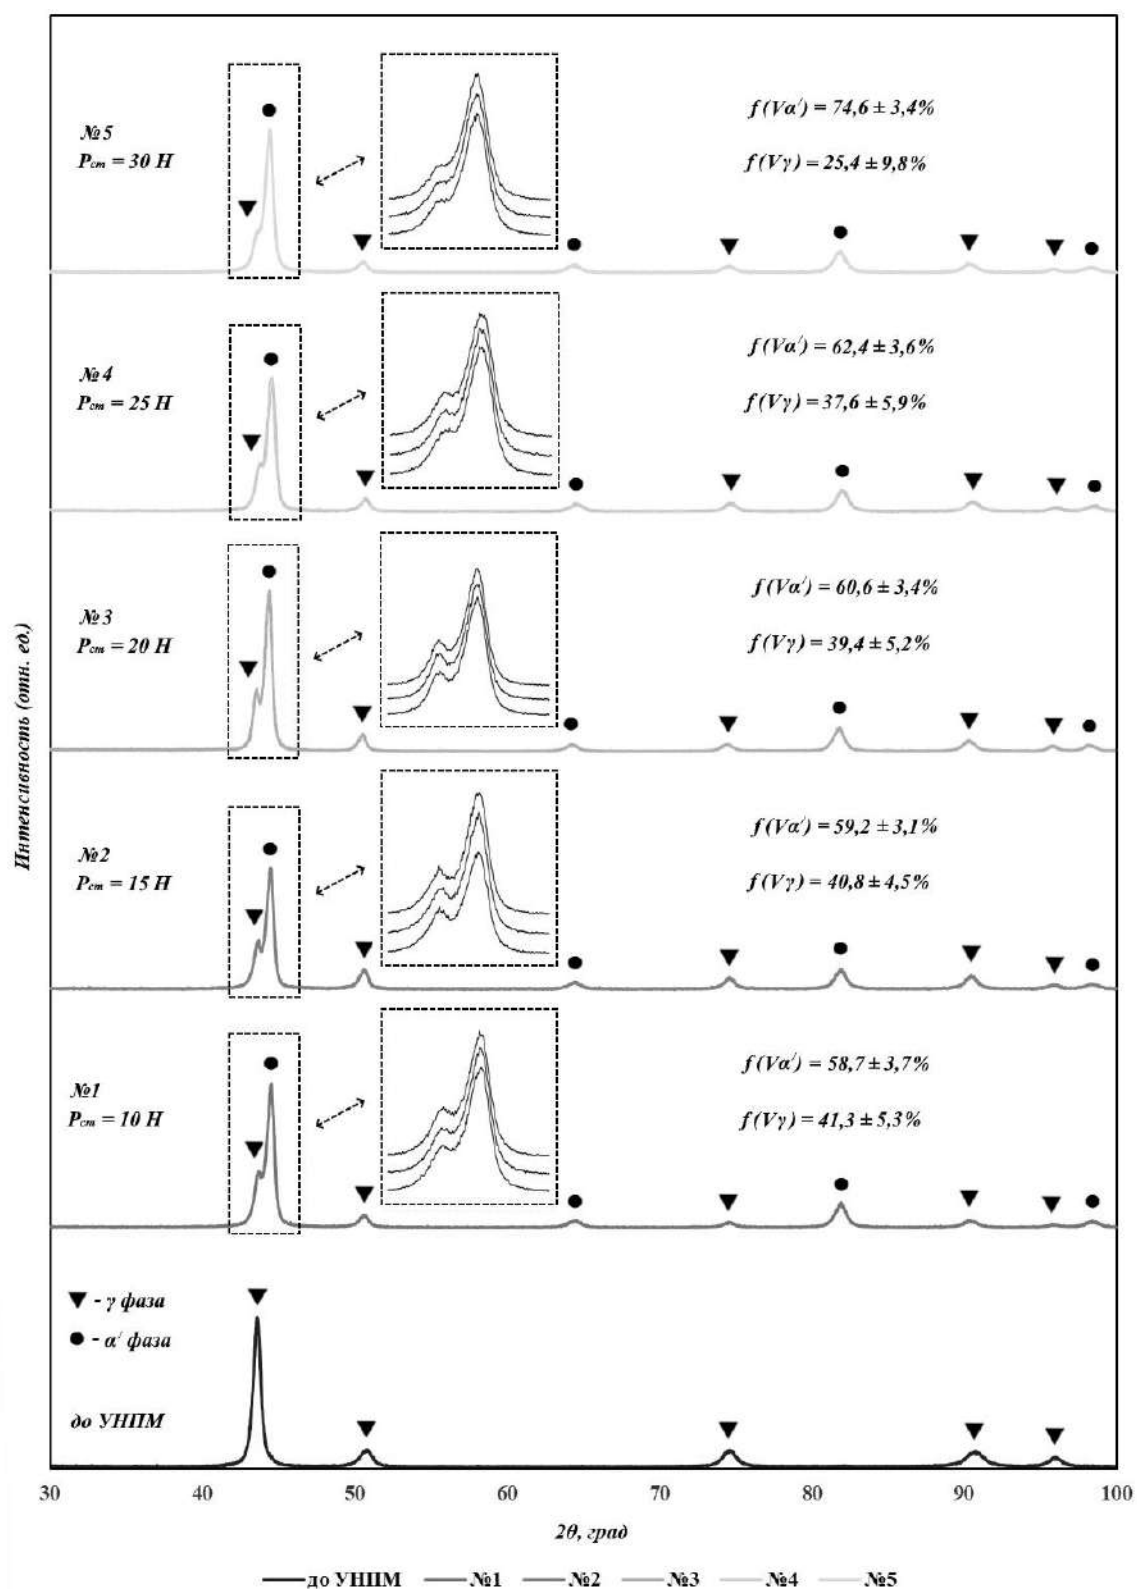 №5
Pст = 30 Н
f(Vα′) = 74,6 ± 3,4%
f(Vγ) = 25,4 ± 9,8%
№4
Pст = 25 Н
f(Vα′) = 62,4 ± 3,6%
f(Vγ) = 37,6 ± 5,9%
№3
Pст = 20 Н
f(Vα′) = 60,6 ± 3,4%
f(Vγ) = 39,4 ± 5,2%
№2
Pст = 15 Н
f(Vα′) = 59,2 ± 3,1%
f(Vγ) = 40,8 ± 4,5%
№1
Pст = 10 Н
f(Vα′) = 58,7 ± 3,7%
f(Vγ) = 41,3 ± 5,3%
- γ фаза
- α′ фаза
до УНПМ
Интенсивность (отн. ед.)
30 40 50 60 70 80 90 100
2θ, град
до УНПМ №1 №2 №3 №4 №5